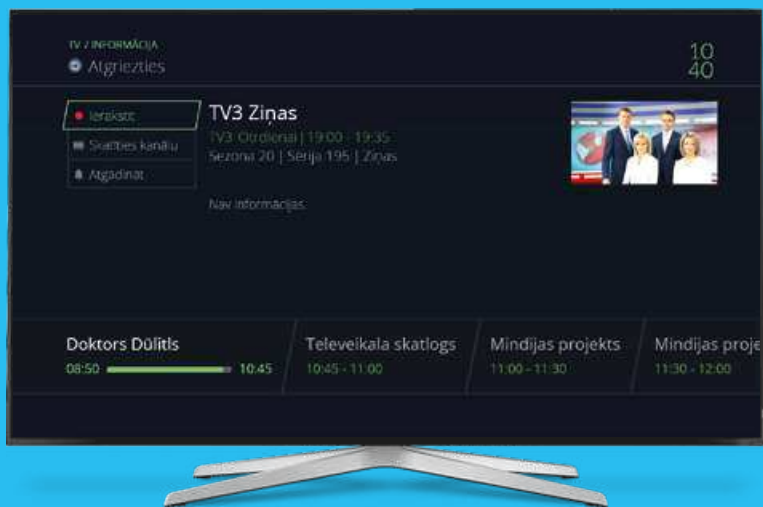 TV / INFORMĀCIJA
Atgriezties
10
40
Ierakstīt
Skatīties kanālu
Atgādināt
TV3 Ziņas
TV3 Otrdiena | 19:00 - 19:35
Sezona 20 | Sērija 195 | Ziņas
Nav informācijas.
Doktors Dūlitls
08:50
10:45
Televeikala skatlogs
10:45 - 11:00
Mindijas projekts
11:00 - 11:30
Mindijas proje
11:30 - 12:00